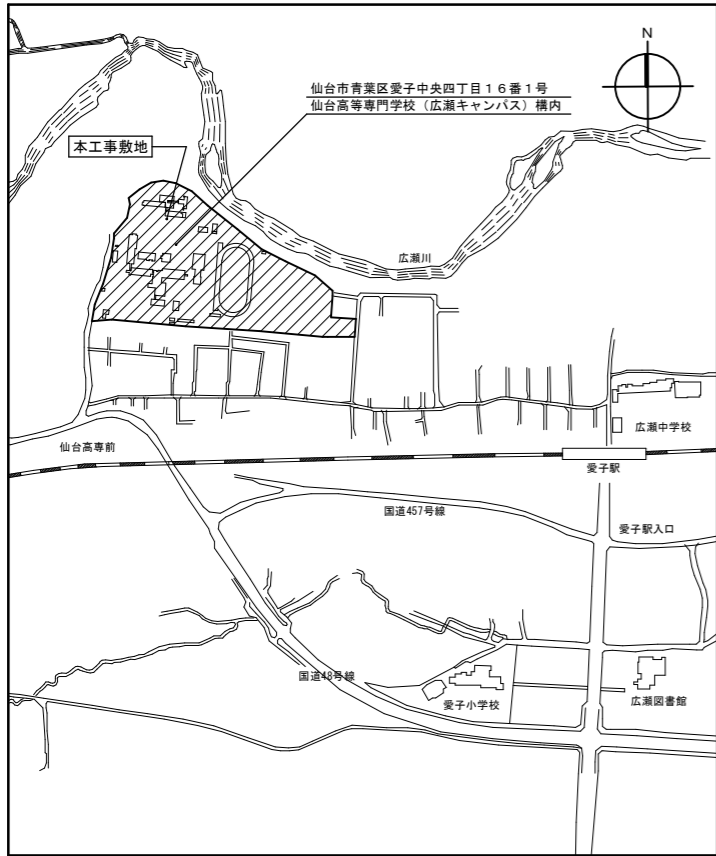 N
仙台市青葉区愛子中央四丁目１６番１号
仙台高等専門学校（広瀬キャンパス）構内
本工事敷地
広瀬川
広瀬中学校
仙台高専前
愛子駅
国道457号線
愛子駅入口
国道48号線
愛子小学校
広瀬図書館